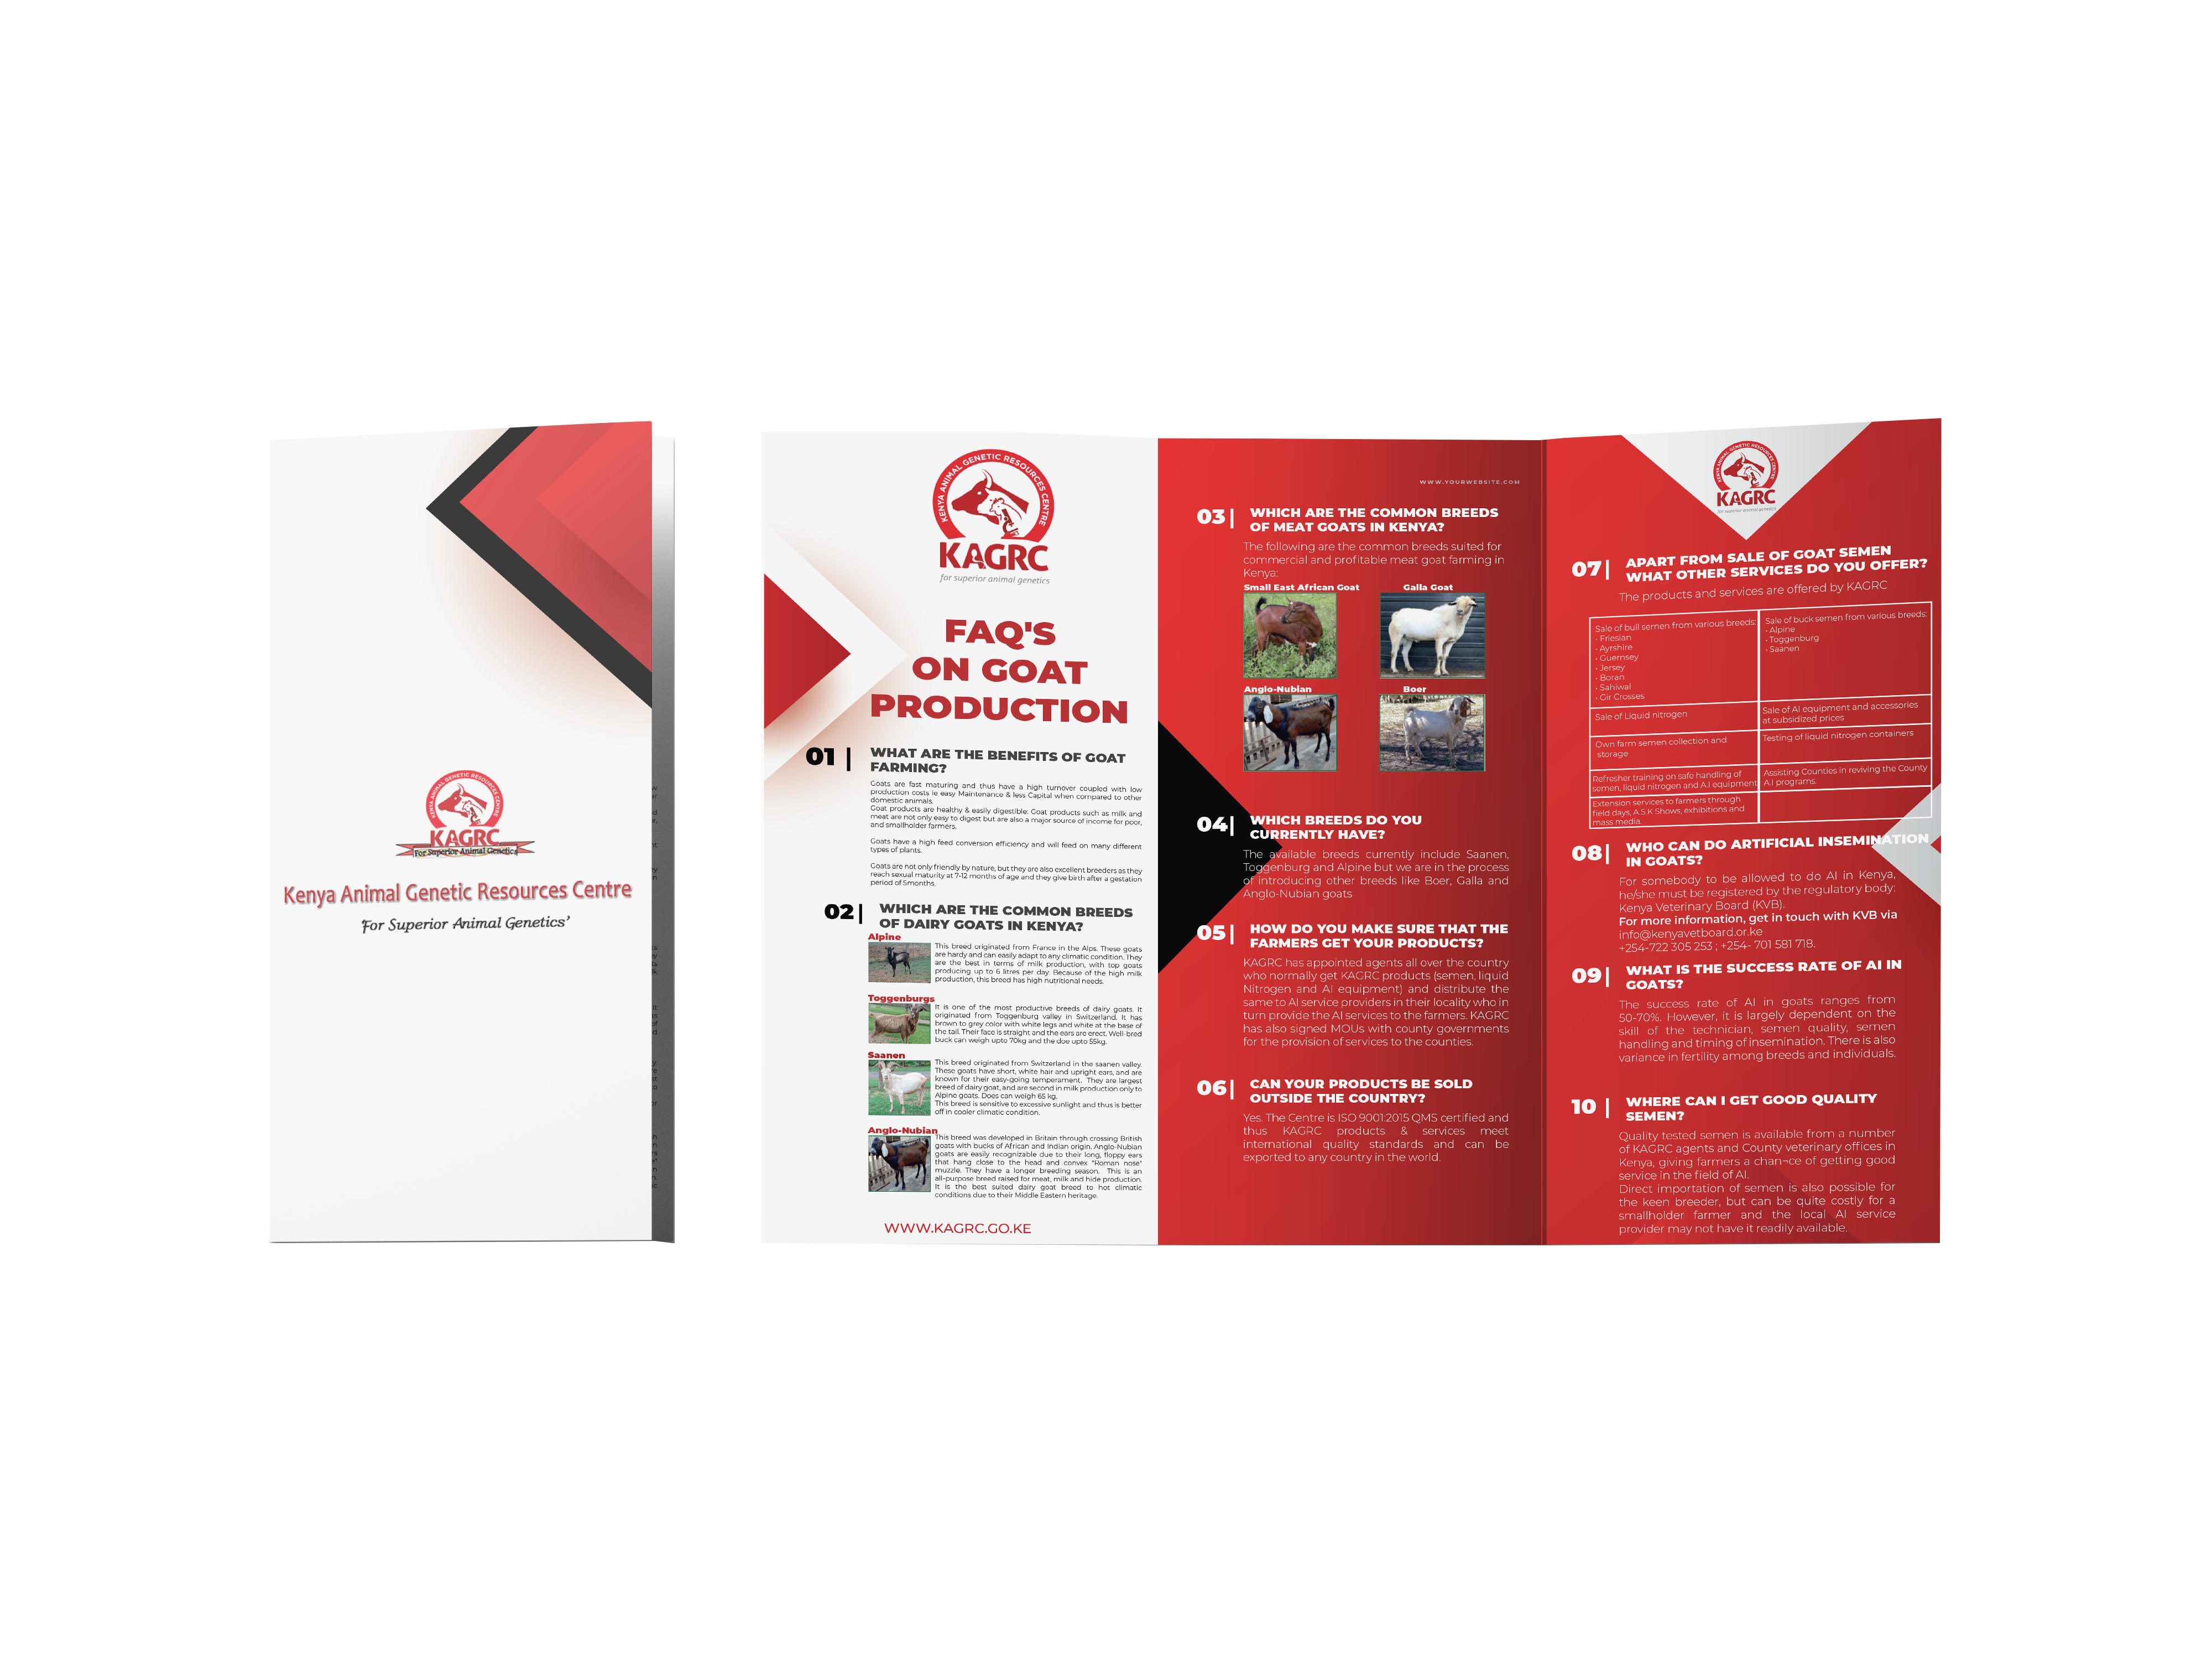 KENYA ANIMAL GENETIC RESOURCES CENTRE
KAGRC
For Superior Animal Genetics
Kenya Animal Genetic Resources Centre
'For Superior Animal Genetics'
KENYA ANIMAL GENETIC RESOURCES CENTRE
KAGRC
for superior animal genetics
FAQ'S
ON GOAT
PRODUCTION
01 |
WHAT ARE THE BENEFITS OF GOAT
FARMING?
Goats are fast maturing and thus have a high turnover coupled with low
production costs ie easy Maintenance & less Capital when compared to other
domestic animals.
Goat products are healthy & easily digestible: Goat products such as milk and
meat are not only easy to digest but are also a major source of income for poor,
and smallholder farmers.
Goats have a high feed conversion efficiency and will feed on many different
types of plants.
Goats are not only friendly by nature, but they are also excellent breeders as they
reach sexual maturity at 7-12 months of age and they give birth after a gestation
period of 5months.
02|
WHICH ARE THE COMMON BREEDS
OF DAIRY GOATS IN KENYA?
Alpine
This breed originated from France in the Alps. These goats
are hardy and can easily adapt to any climatic condition. They
are the best in terms of milk production, with top goats
producing up to 6 litres per day. Because of the high milk
production, this breed has high nutritional needs.
Toggenburgs
It is one of the most productive breeds of dairy goats. It
originated from Toggenburg valley in Switzerland. It has
brown to grey color with white legs and white at the base of
the tail. Their face is straight and the ears are erect. Well-bred
buck can weigh upto 70kg and the doe upto 55kg.
Saanen
This breed originated from Switzerland in the saanen valley.
These goats have short, white hair and upright ears, and are
known for their easy-going temperament. They are largest
breed of dairy goat, and are second in milk production only to
Alpine goats. Does can weigh 65 kg.
This breed is sensitive to excessive sunlight and thus is better
off in cooler climatic condition.
Anglo-Nubian
This breed was developed in Britain through crossing British
goats with bucks of African and Indian origin. Anglo-Nubian
goats are easily recognizable due to their long, floppy ears
that hang close to the head and convex "Roman nose"
muzzle. They have a longer breeding season. This is an
all-purpose breed raised for meat, milk and hide production.
It is the best suited dairy goat breed to hot climatic
conditions due to their Middle Eastern heritage.
WWW.KAGRC.GO.KE
WWW.YOURWEBSITE.COM
03|
WHICH ARE THE COMMON BREEDS
OF MEAT GOATS IN KENYA?
The following are the common breeds suited for
commercial and profitable meat goat farming in
Kenya:
Small East African Goat
Galla Goat
Anglo-Nubian
Boer
04|
WHICH BREEDS DO YOU
CURRENTLY HAVE?
The available breeds currently include Saanen,
Toggenburg and Alpine but we are in the process
of introducing other breeds like Boer, Galla and
Anglo-Nubian goats
05|
HOW DO YOU MAKE SURE THAT THE
FARMERS GET YOUR PRODUCTS?
KAGRC has appointed agents all over the country
who normally get KAGRC products (semen, liquid
Nitrogen and AI equipment) and distribute the
same to AI service providers in their locality who in
turn provide the AI services to the farmers. KAGRC
has also signed MOUs with county governments
for the provision of services to the counties.
06|
CAN YOUR PRODUCTS BE SOLD
OUTSIDE THE COUNTRY?
Yes. The Centre is ISO 9001:2015 QMS certified and
thus KAGRC products & services meet
international quality standards and can be
exported to any country in the world.
KENYA ANIMAL GENETIC RESOURCES CENTRE
KAGRC
for superior animal genetics
07|
APART FROM SALE OF GOAT SEMEN
WHAT OTHER SERVICES DO YOU OFFER?
The products and services are offered by KAGRC
Sale of bull semen from various breeds:
• Friesian
• Ayrshire
• Guernsey
• Jersey
• Boran
• Sahiwal
• Gir Crosses
Sale of buck semen from various breeds:
• Alpine
• Toggenburg
• Saanen
Sale of Liquid nitrogen
Sale of AI equipment and accessories
at subsidized prices
Own farm semen collection and
storage
Testing of liquid nitrogen containers
Refresher training on safe handling of
semen, liquid nitrogen and A.I equipment
Assisting Counties in reviving the County
A.I programs.
Extension services to farmers through
field days, A.S.K Shows, exhibitions and
mass media.
08|
WHO CAN DO ARTIFICIAL INSEMINATION
IN GOATS?
For somebody to be allowed to do AI in Kenya,
he/she must be registered by the regulatory body:
Kenya Veterinary Board (KVB).
For more information, get in touch with KVB via
info@kenyavetboard.or.ke
+254-722 305 253 ; +254- 701 581 718.
09|
WHAT IS THE SUCCESS RATE OF AI IN
GOATS?
The success rate of AI in goats ranges from
50-70%. However, it is largely dependent on the
skill of the technician, semen quality, semen
handling and timing of insemination. There is also
variance in fertility among breeds and individuals.
10 |
WHERE CAN I GET GOOD QUALITY
SEMEN?
Quality tested semen is available from a number
of KAGRC agents and County veterinary offices in
Kenya, giving farmers a chan¬ce of getting good
service in the field of AI.
Direct importation of semen is also possible for
the keen breeder, but can be quite costly for a
smallholder farmer and the local AI service
provider may not have it readily available.